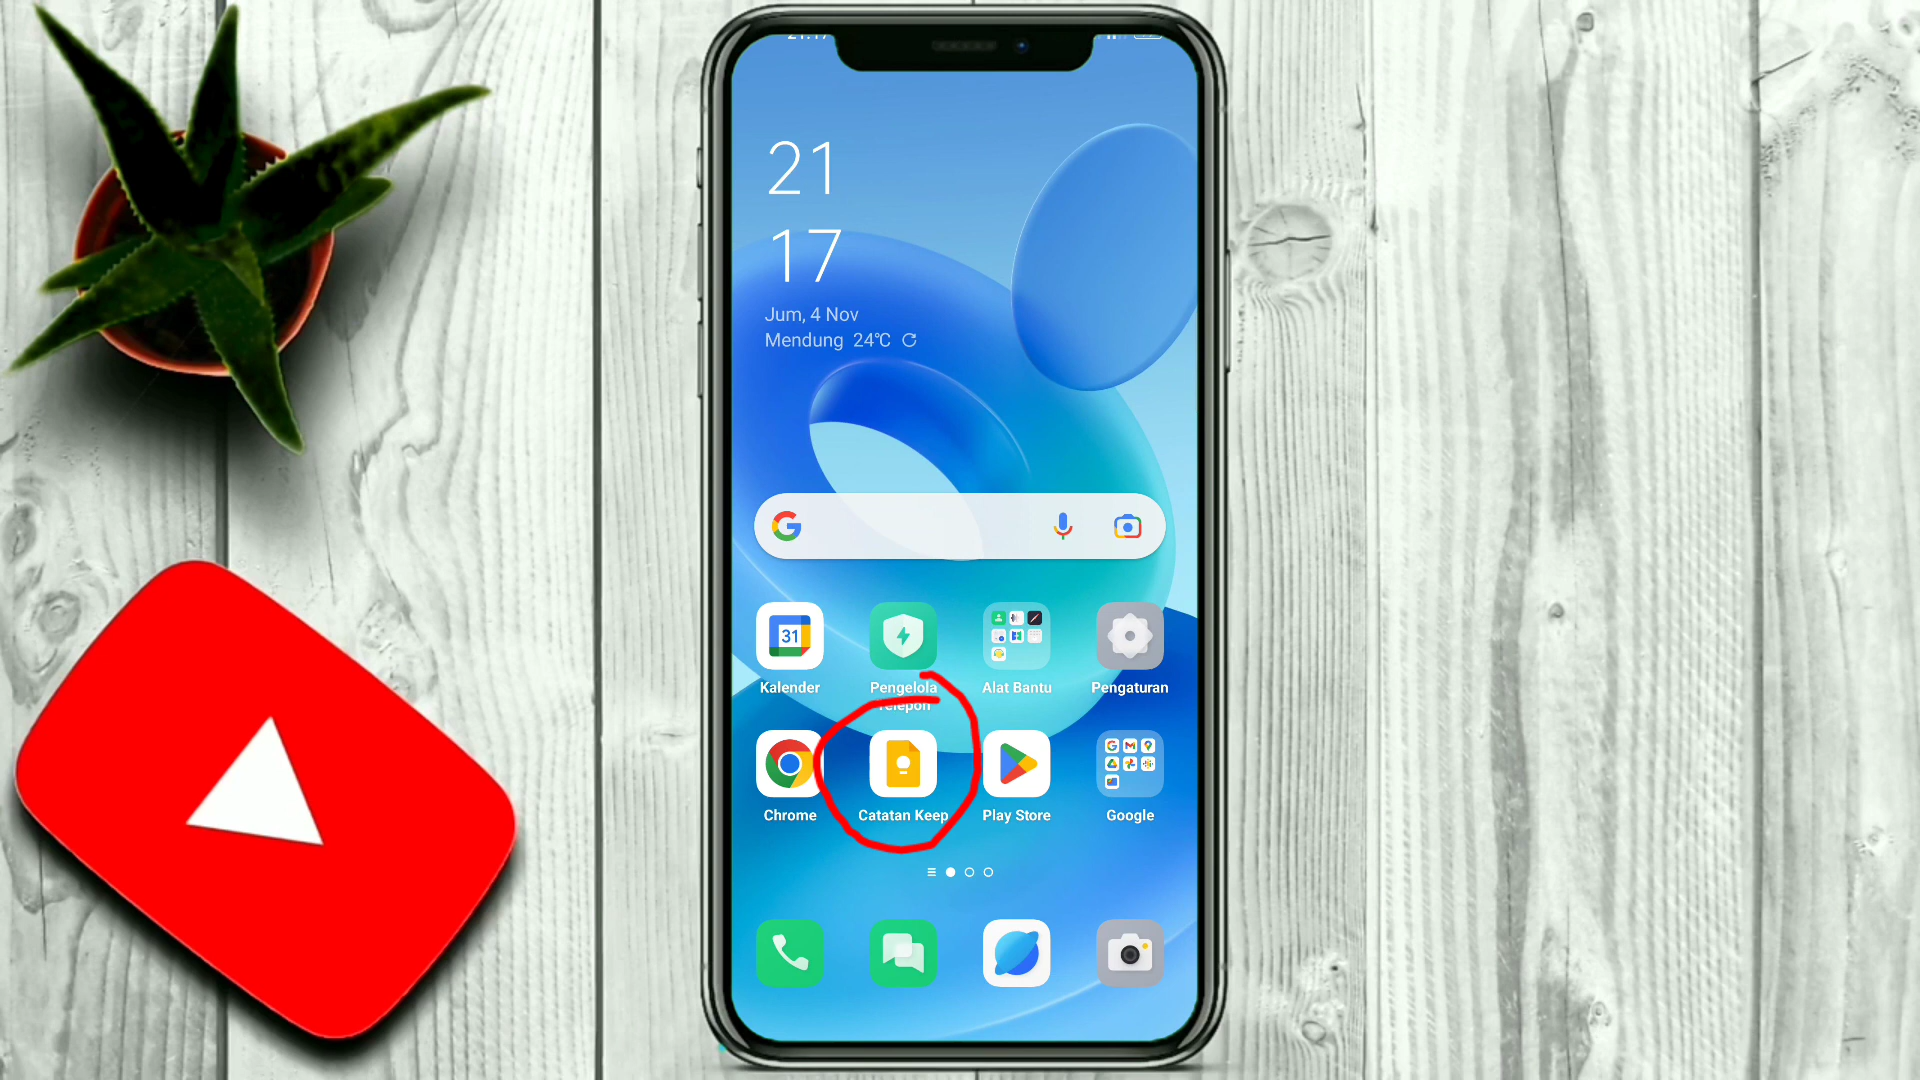 21
17
Jum, 4 Nov
Mendung 24°C
31
Kalender
Pengelola
Telepon
Alat Bantu
Pengaturan
Chrome
Catatan Keep
Play Store
Google